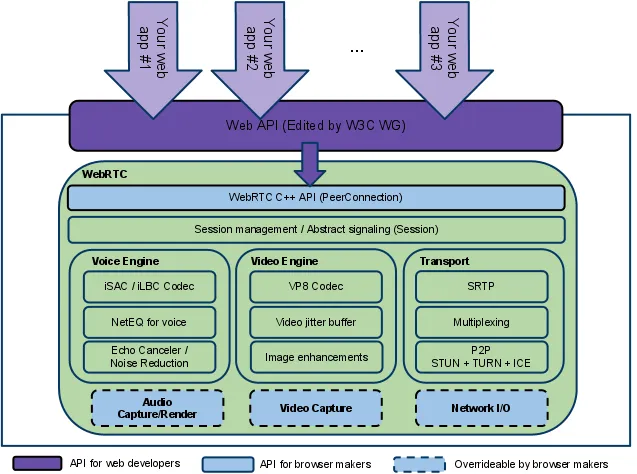 Your web
app #1
Your web
app #2
...
Your web
app #3
Web API (Edited by W3C WG)
WebRTC
WebRTC C++ API (PeerConnection)
Session management / Abstract signaling (Session)
Voice Engine
iSAC / iLBC Codec
NetEQ for voice
Echo Canceler /
Noise Reduction
Video Engine
VP8 Codec
Video jitter buffer
Image enhancements
Transport
SRTP
Multiplexing
P2P
STUN + TURN + ICE
Audio
Capture/Render
Video Capture
Network I/O
API for web developers
API for browser makers
Overrideable by browser makers